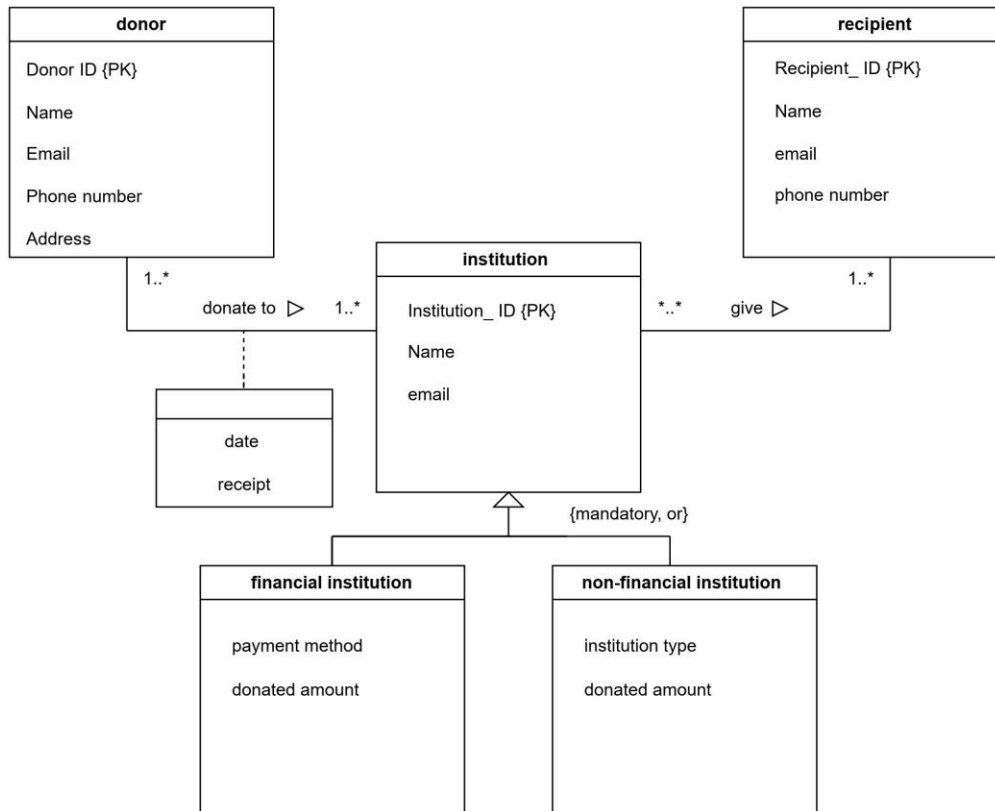 donor
Donor ID {PK}
Name
Email
Phone number
Address
recipient
Recipient_ ID {PK}
Name
email
phone number
1..*
donate to
1..*
institution
Institution_ ID {PK}
Name
email
*..*
give
1..*
date
receipt
{mandatory, or}
financial institution
payment method
donated amount
non-financial institution
institution type
donated amount